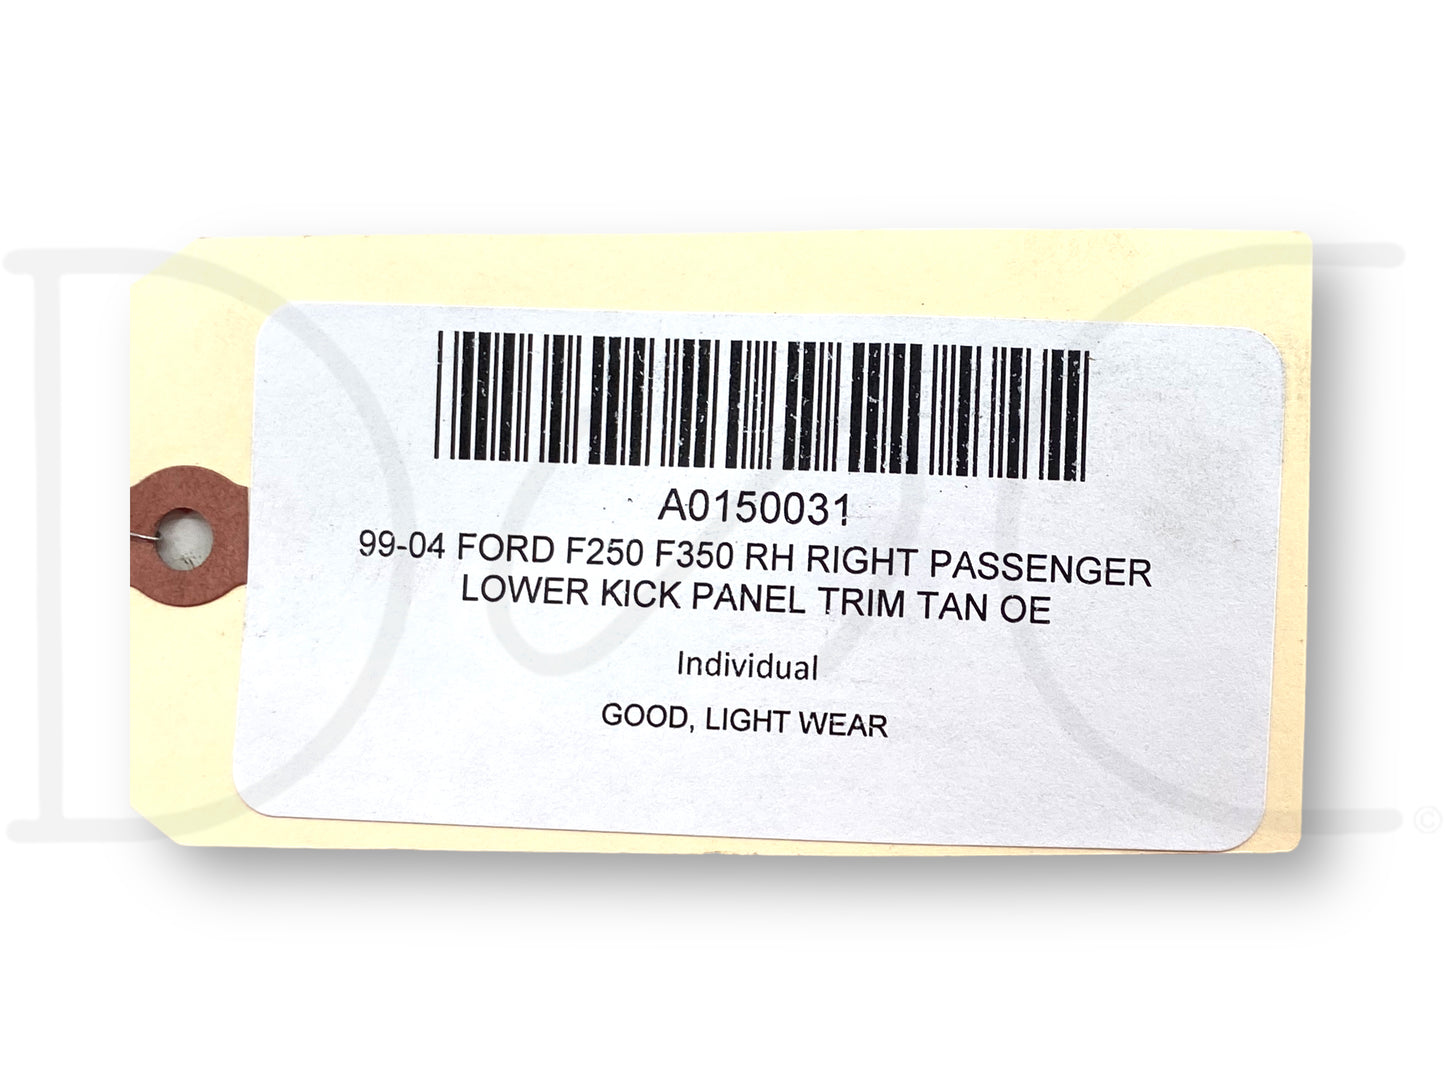 A0150031
99-04 FORD F250 F350 RH RIGHT PASSENGER
LOWER KICK PANEL TRIM TAN OE
Individual
GOOD, LIGHT WEAR
©